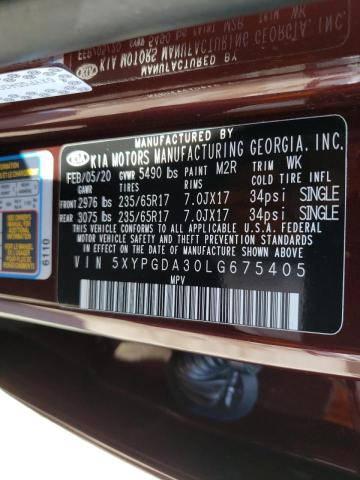 MANUFACTURED BY
KIA KIA MOTORS MANUFACTURING GEORGIA, INC.
FEB/05/20 GVWR 5490 lbs PAINT M2R TRIM WK
GAWR TIRES RIMS COLD TIRE INFL
FRONT 2976 lbs 235/65R17 7.0JX17 34psi SINGLE
REAR 3075 lbs 235/65R17 7.0JX17 34psi SINGLE
THIS VEHICLE CONFORMS TO ALL APPLICABLE U.S.A. FEDERAL
MOTOR VEHICLE SAFETY, BUMPER, AND THEFT PREVENTION
STANDARDS IN EFFECT ON THE DATE OF MANUFACTURE SHOWN ABOVE.
VIN 5XYPGDA30LG675405
MPV
6110